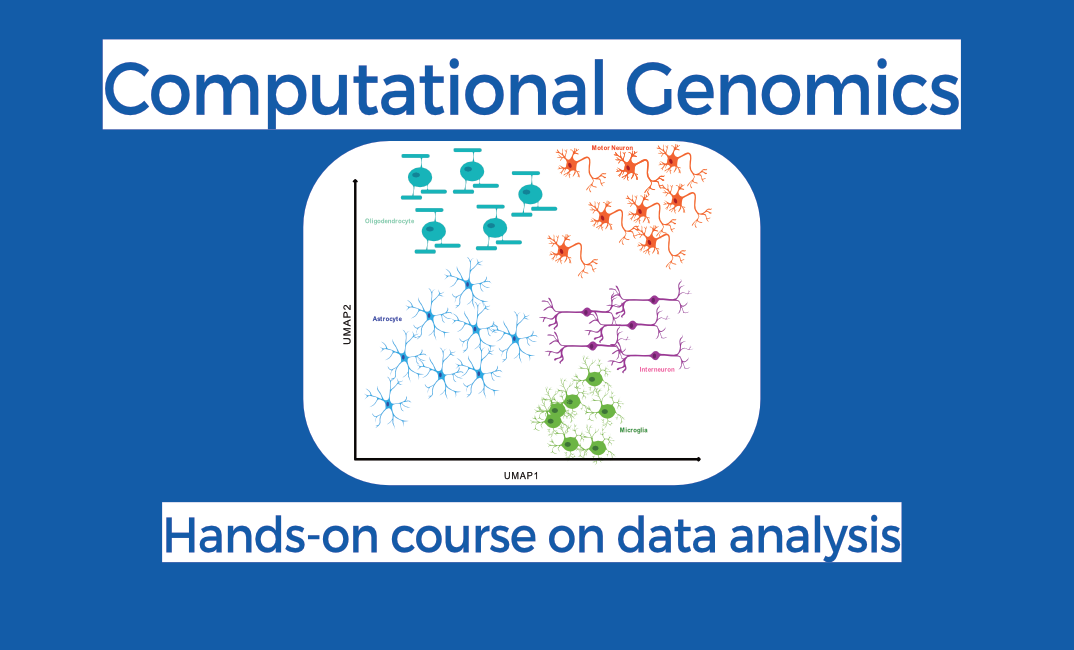 Computational Genomics
Motor Neuron
Oligodendrocyte
UMAP2
Astrocyte
Interneuron
Microglia
UMAP1
Hands-on course on data analysis